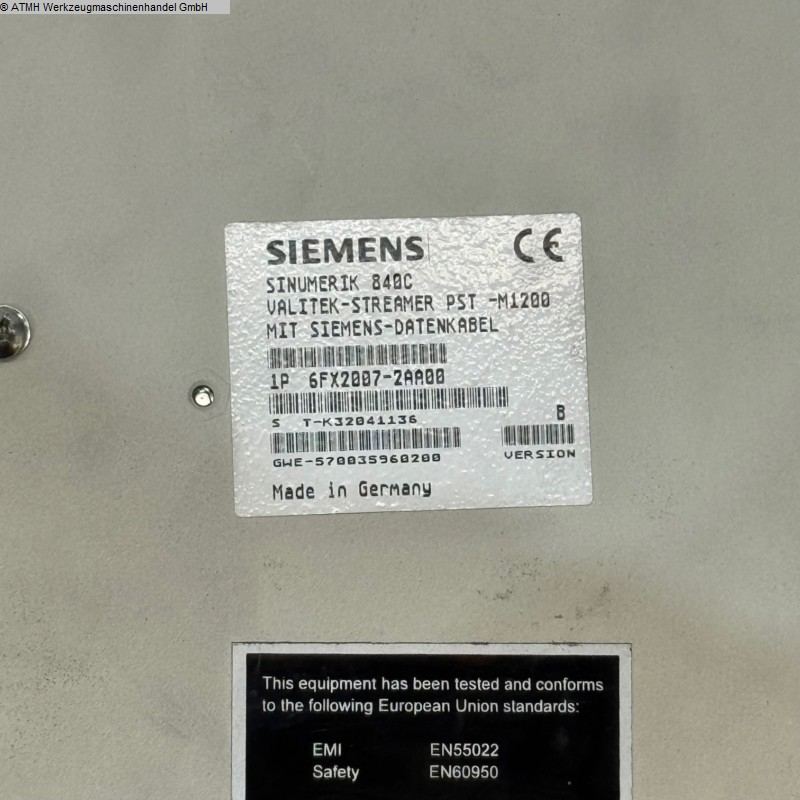 © ATMH Werkzeugmaschinenhandel GmbH
SIEMENS CE
SINUMERIK 840C
VALITEK-STREAMER PST -M1200
MIT SIEMENS-DATENKABEL
1P 6FX2007-2AA00
S T-K32041136
B
GWE-570035960200
VERSION
Made in Germany
This equipment has been tested and conforms
to the following European Union standards:
EMI EN55022
Safety EN60950